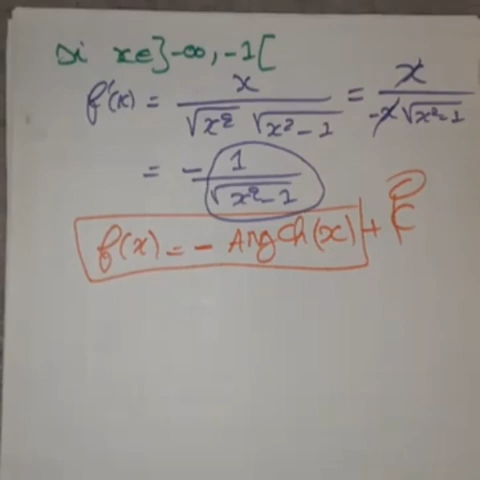 Si x∈]-∞,-1[
f'(x) = x / (√x² √x²-1) = x / (-x√x²-1)
= - 1 / √x²-1
f(x) = - Argch(x) + C